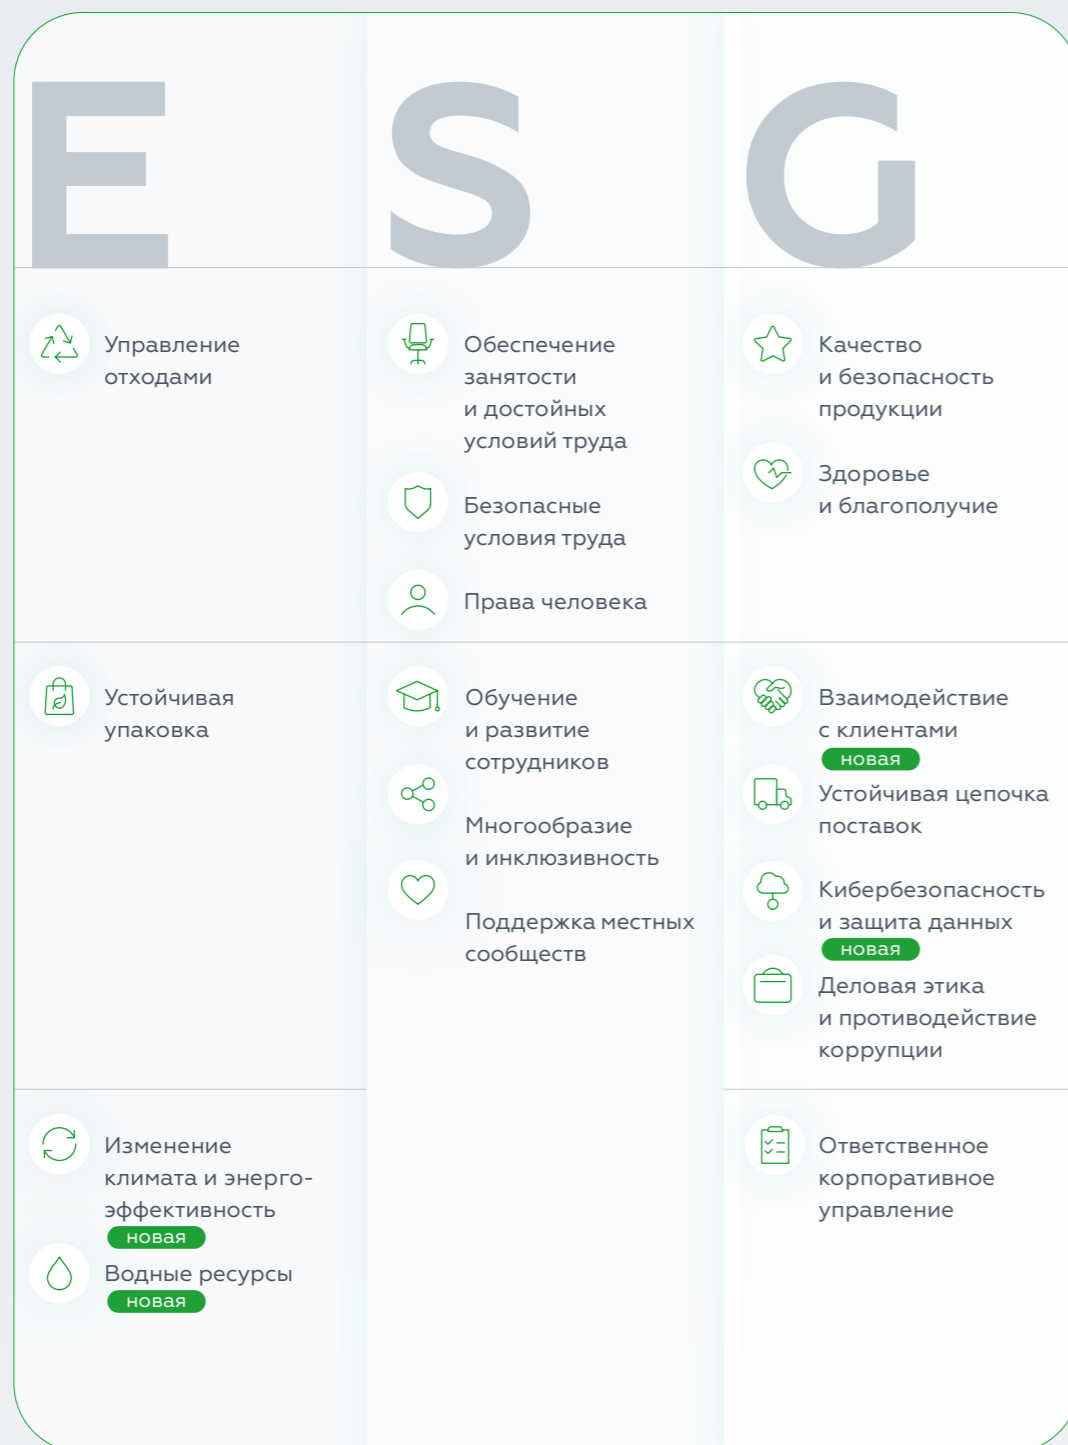 E
S
G
Управление
отходами
Обеспечение
занятости
и достойных
условий труда
Безопасные
условия труда
Права человека
Качество
и безопасность
продукции
Здоровье
и благополучие
Устойчивая
упаковка
Обучение
и развитие
сотрудников
Многообразие
и инклюзивность
Поддержка местных
сообществ
Взаимодействие
с клиентами
новая
Устойчивая цепочка
поставок
Кибербезопасность
и защита данных
новая
Деловая этика
и противодействие
коррупции
Изменение
климата и энерго-
эффективность
новая
Водные ресурсы
новая
Ответственное
корпоративное
управление